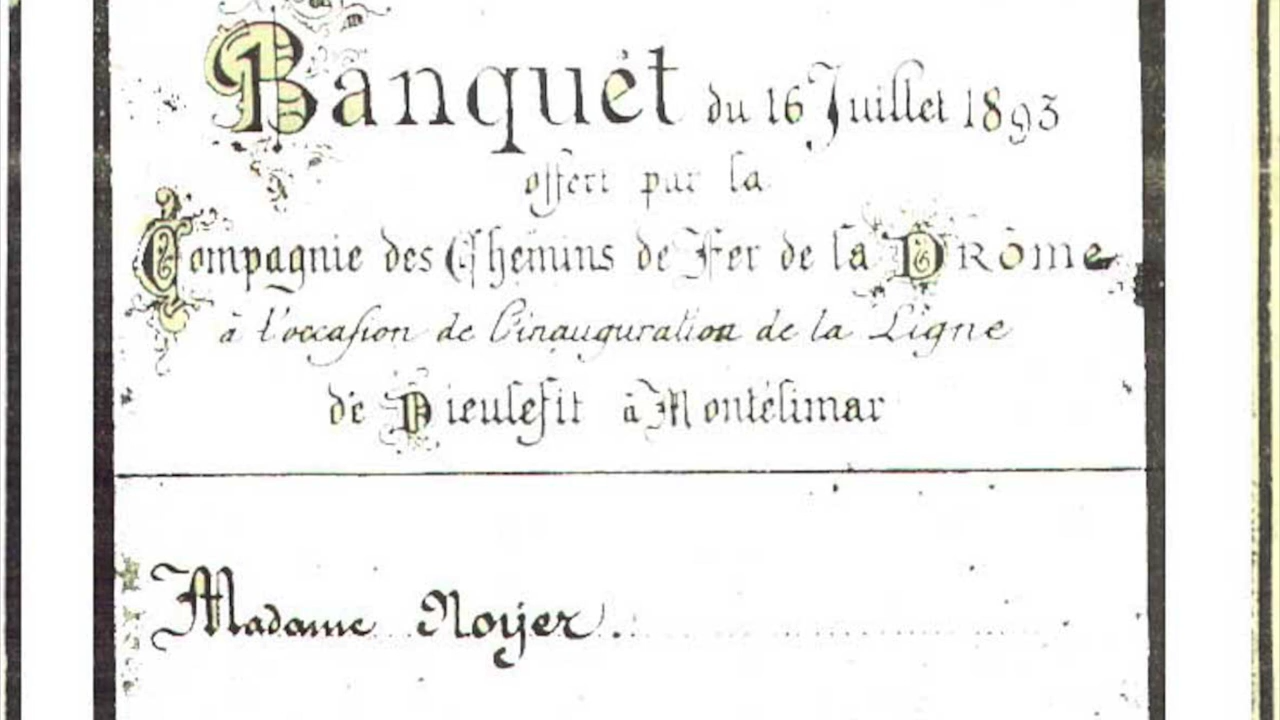 Banquet du 16 Juillet 1893
offert par la
Compagnie des Chemins de Fer de la Drôme
à l'occasion de l'inauguration de la Ligne
de Dieulefit à Montélimar
Madame Noyer.